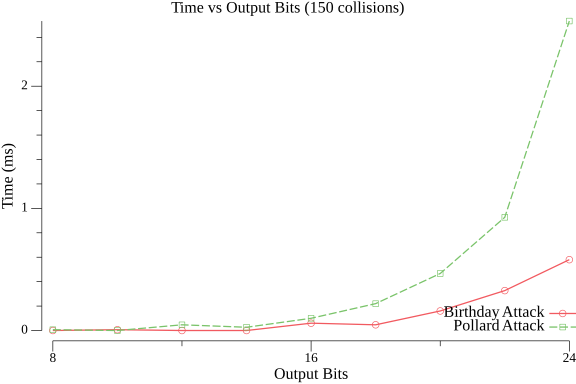 Time vs Output Bits (150 collisions)
2
1
0
Time (ms)
Birthday Attack
Pollard Attack
8
16
24
Output Bits